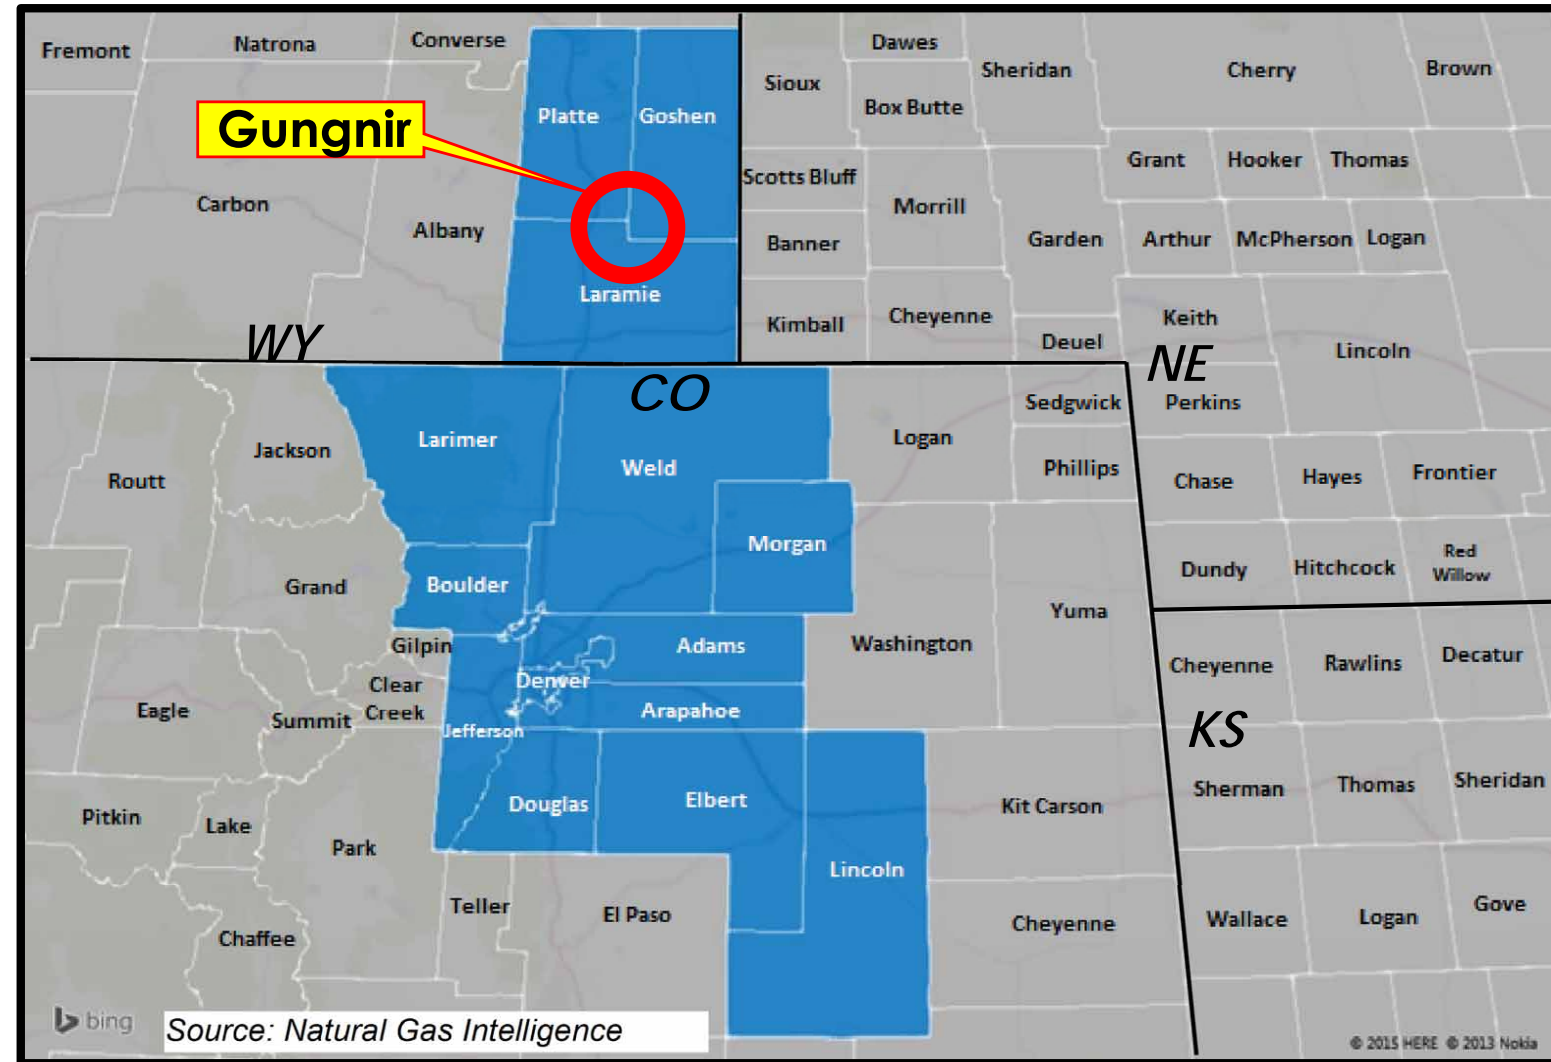 Fremont
Natrona
Converse
Dawes
Sheridan
Cherry
Brown
Sioux
Box Butte
Platte
Goshen
Gungnir
Grant
Hooker
Thomas
Scotts Bluff
Carbon
Albany
Morrill
Banner
Garden
Arthur
McPherson
Logan
Laramie
Kimball
Cheyenne
Keith
Deuel
Lincoln
WY
NE
CO
Sedgwick
Perkins
Larimer
Logan
Jackson
Weld
Phillips
Routt
Chase
Hayes
Frontier
Morgan
Red
Willow
Dundy
Hitchcock
Grand
Boulder
Yuma
Gilpin
Adams
Washington
Cheyenne
Rawlins
Decatur
Clear
Creek
Denver
Eagle
Summit
Arapahoe
Jefferson
KS
Douglas
Elbert
Kit Carson
Sherman
Thomas
Sheridan
Pitkin
Lake
Park
Lincoln
Teller
El Paso
Chaffee
Cheyenne
Wallace
Logan
Gove
bing
Source: Natural Gas Intelligence
© 2015 HERE © 2013 Nokia